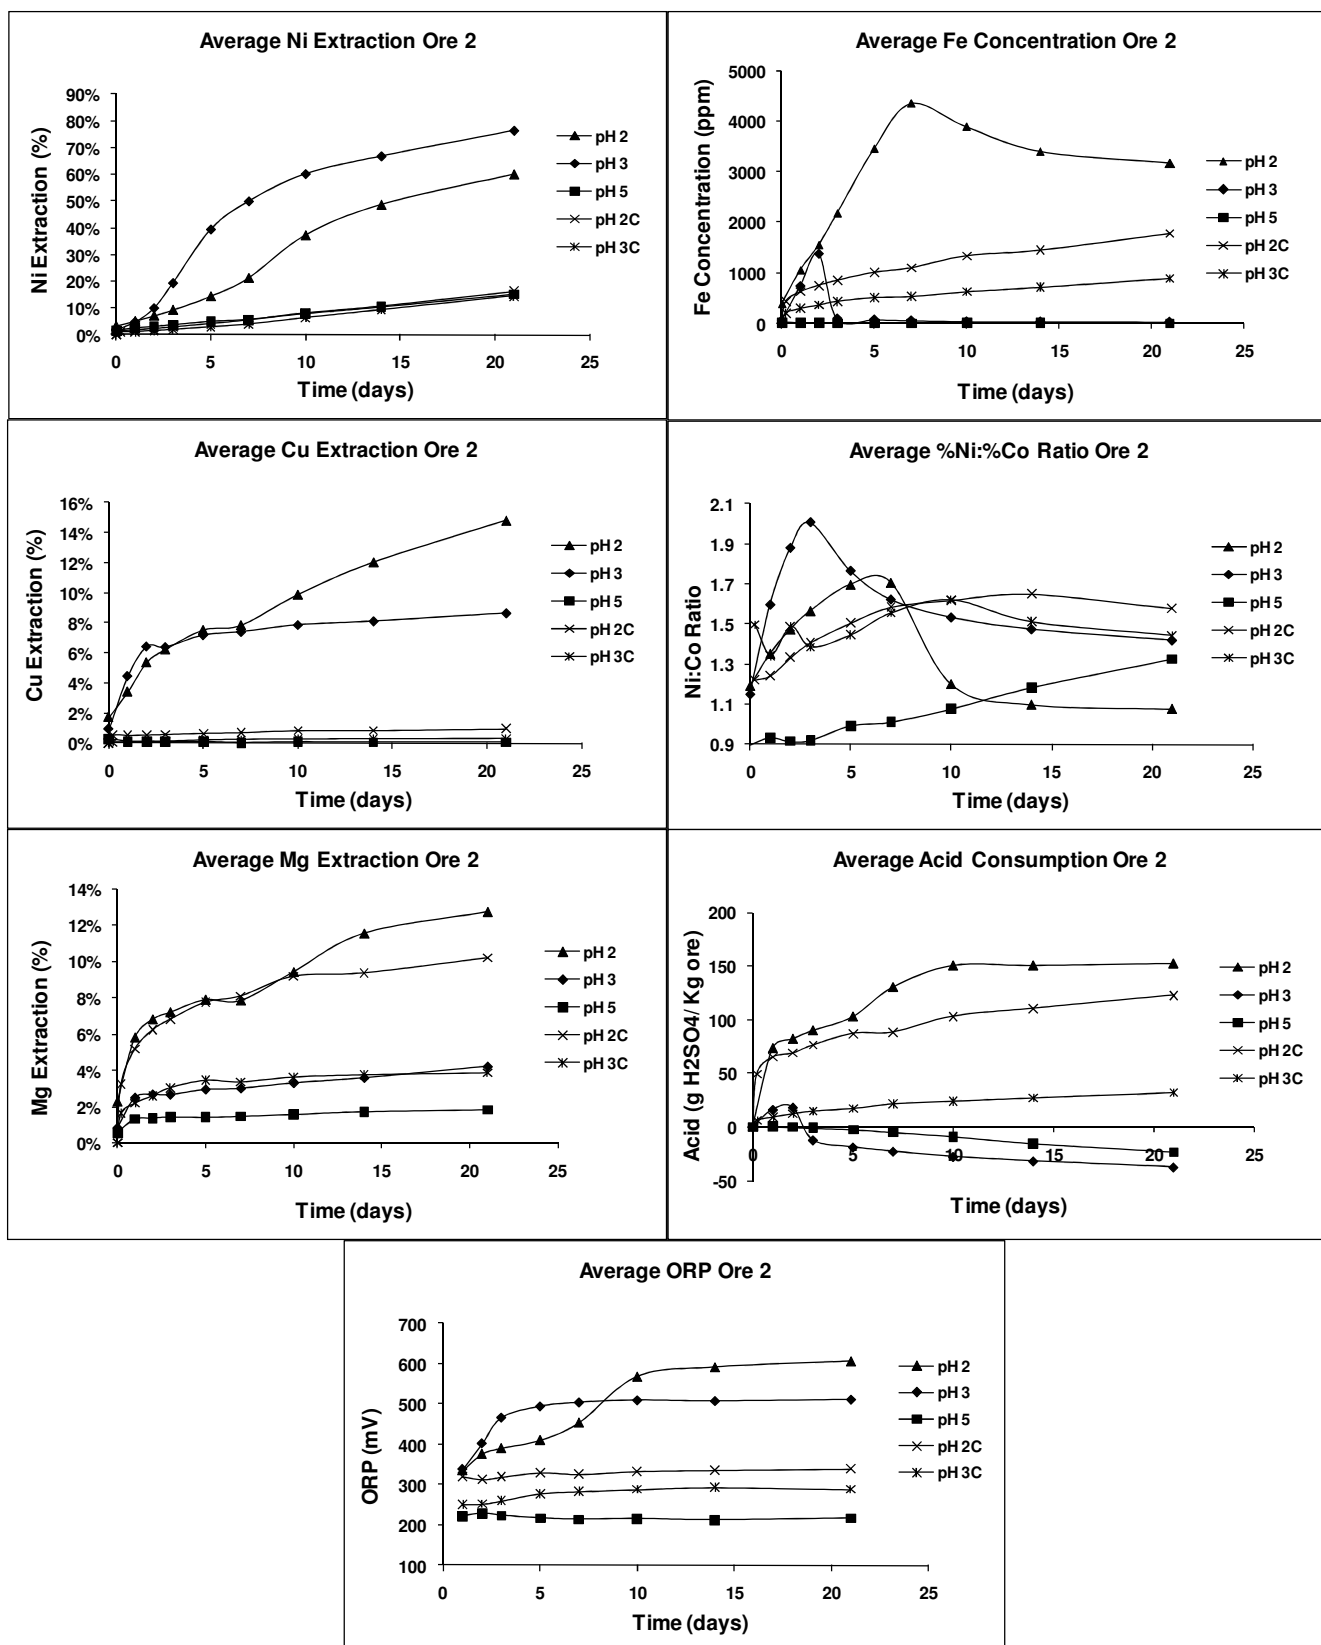 Average Ni Extraction Ore 2
Ni Extraction (%)
90%
80%
70%
60%
50%
40%
30%
20%
10%
0%
0 5 10 15 20 25
Time (days)
pH 2
pH 3
pH 5
pH 2C
pH 3C
Average Fe Concentration Ore 2
Fe Concentration (ppm)
5000
4000
3000
2000
1000
0
0 5 10 15 20 25
Time (days)
pH 2
pH 3
pH 5
pH 2C
pH 3C
Average Cu Extraction Ore 2
Cu Extraction (%)
16%
14%
12%
10%
8%
6%
4%
2%
0%
0 5 10 15 20 25
Time (days)
pH 2
pH 3
pH 5
pH 2C
pH 3C
Average %Ni:%Co Ratio Ore 2
Ni:Co Ratio
2.1
1.9
1.7
1.5
1.3
1.1
0.9
0 5 10 15 20 25
Time (days)
pH 2
pH 3
pH 5
pH 2C
pH 3C
Average Mg Extraction Ore 2
Mg Extraction (%)
14%
12%
10%
8%
6%
4%
2%
0%
0 5 10 15 20 25
Time (days)
pH 2
pH 3
pH 5
pH 2C
pH 3C
Average Acid Consumption Ore 2
Acid (g H2SO4/ Kg ore)
200
150
100
50
0
-50
0 5 10 15 20 25
Time (days)
pH 2
pH 3
pH 5
pH 2C
pH 3C
Average ORP Ore 2
ORP (mV)
700
600
500
400
300
200
100
0 5 10 15 20 25
Time (days)
pH 2
pH 3
pH 5
pH 2C
pH 3C